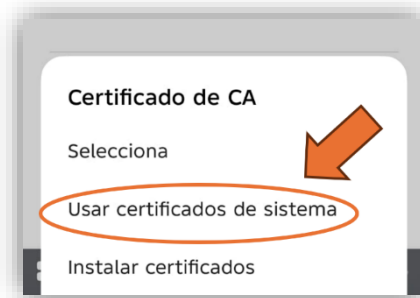 Certificado de CA
Selecciona
Usar certificados de sistema
Instalar certificados